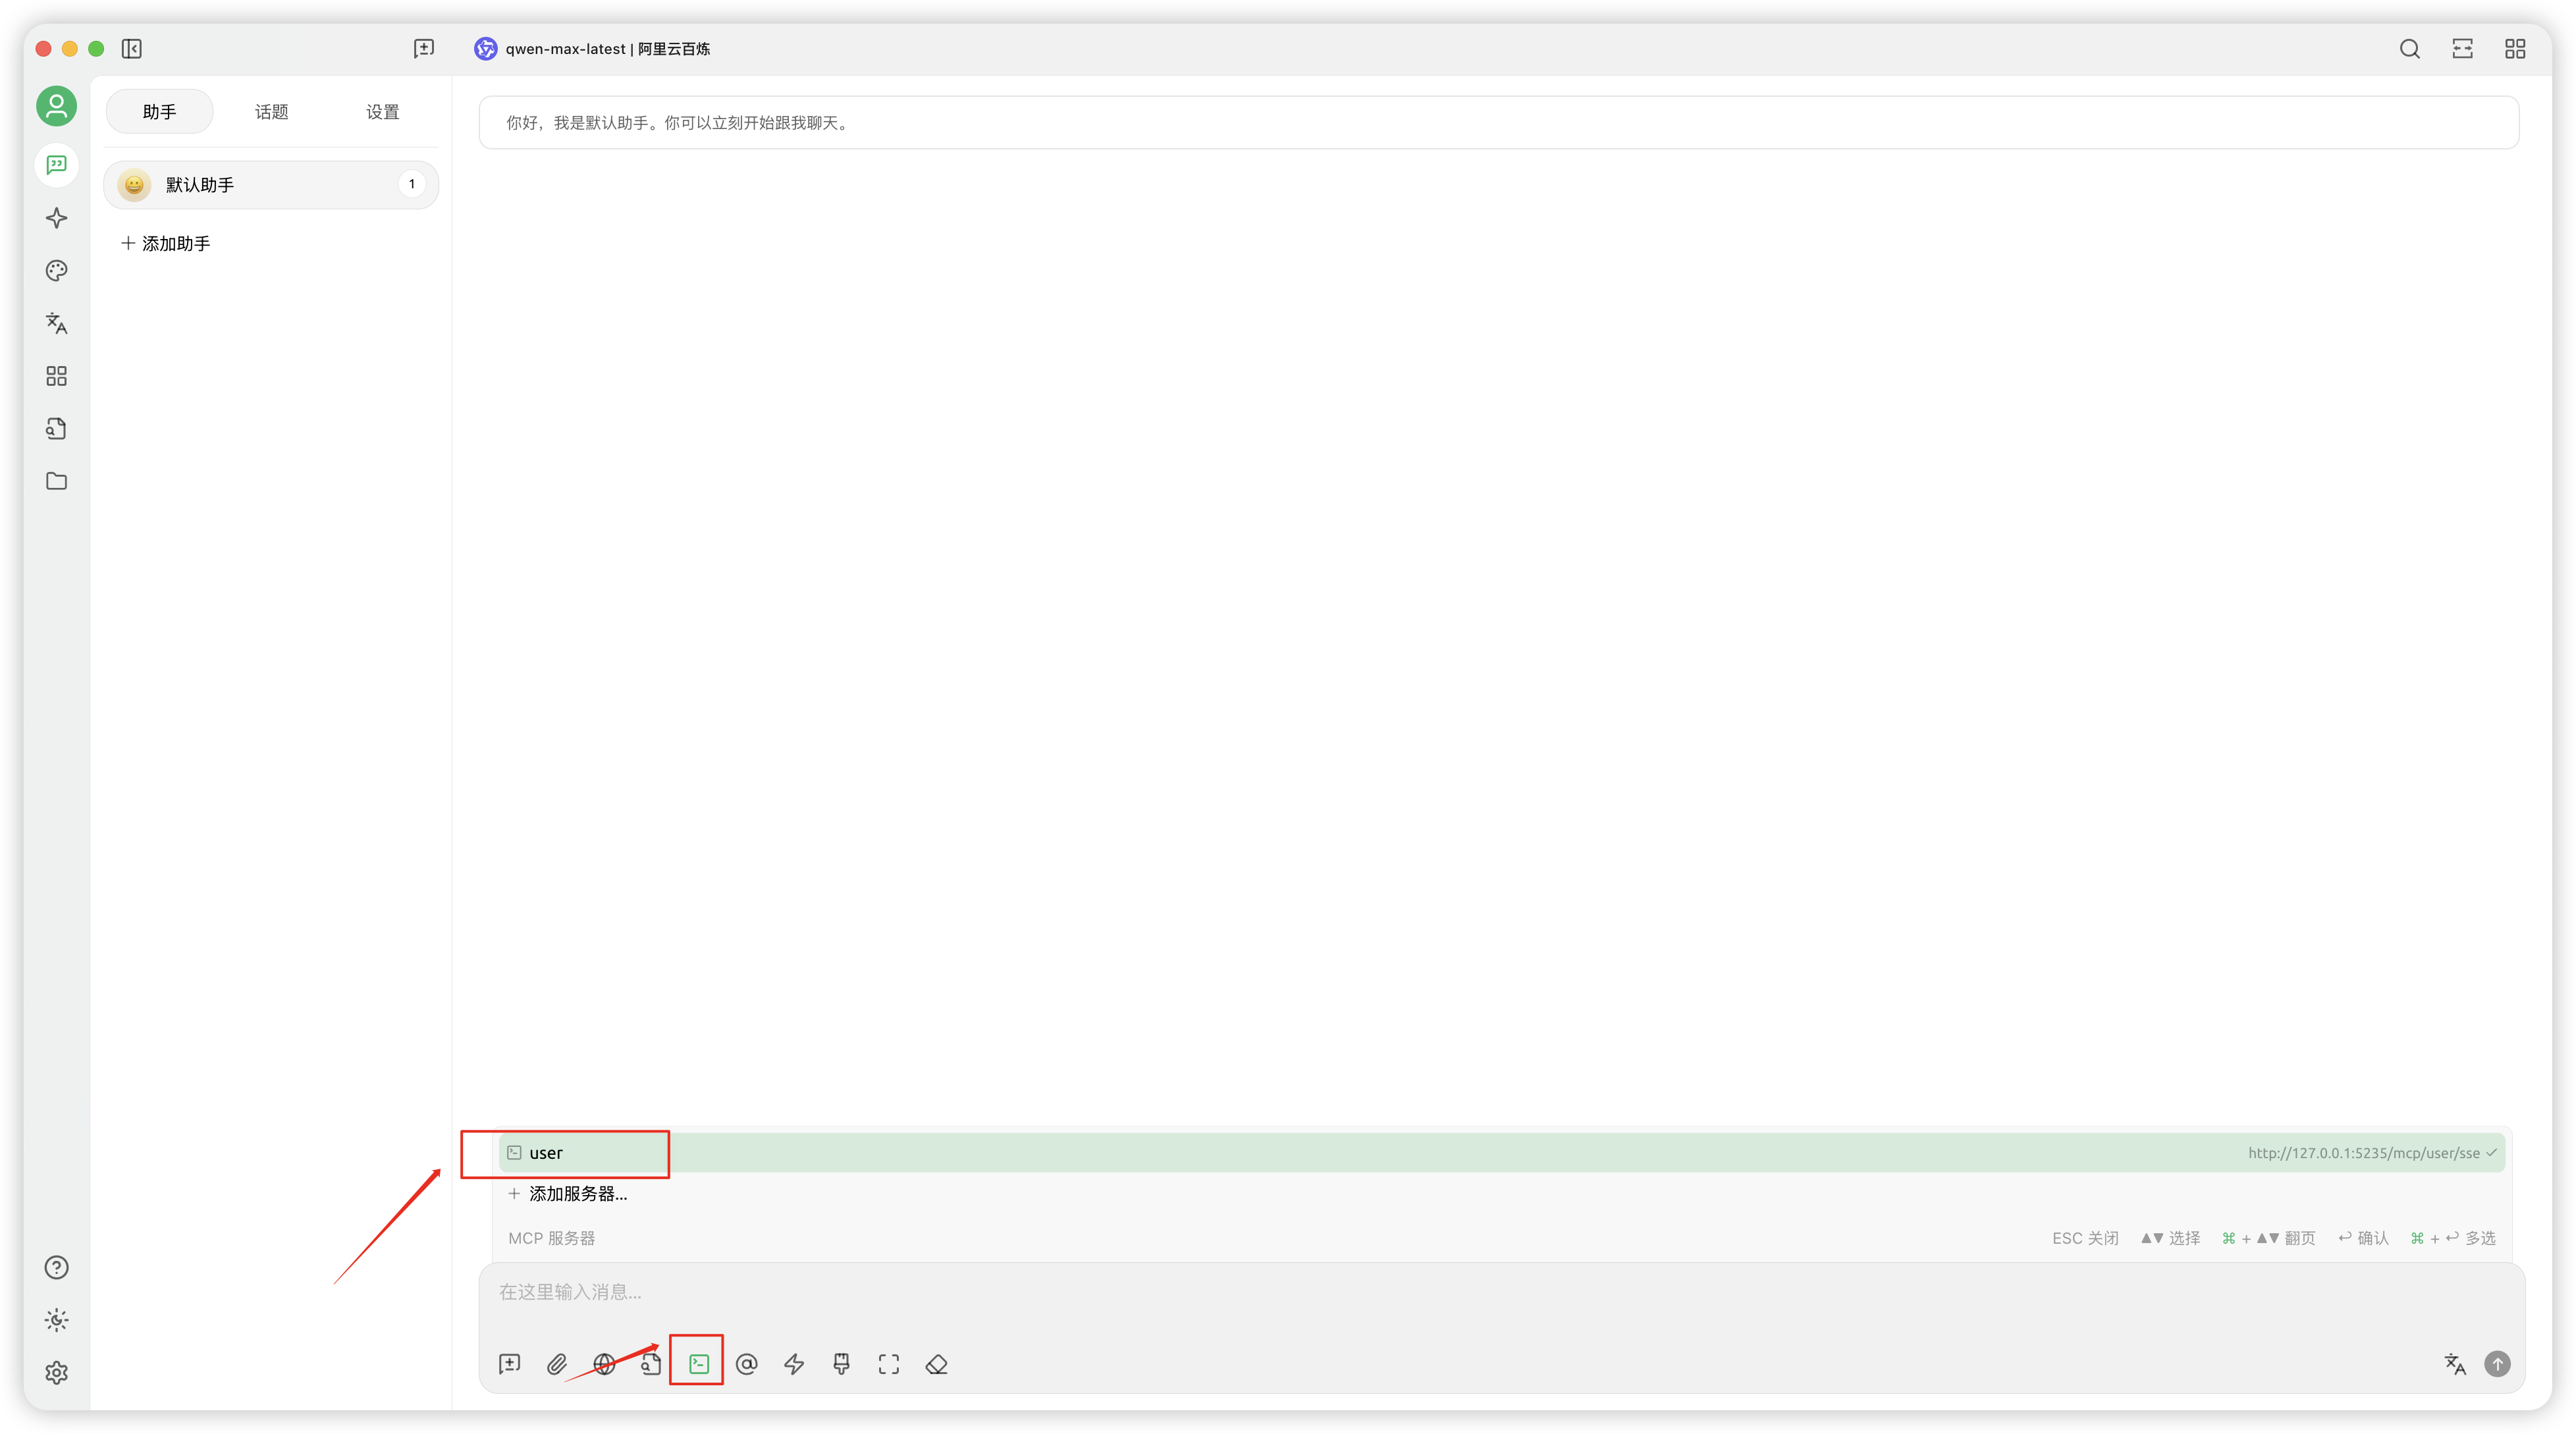 qwen-max-latest | 阿里云百炼
助手
话题
设置
默认助手
1
添加助手
你好，我是默认助手。你可以立刻开始跟我聊天。
user
http://127.0.0.1:5235/mcp/user/sse
添加服务器...
MCP 服务器
ESC 关闭 ▲▼ 选择 ⌘ + ▲▼ 翻页 ↩ 确认 ⌘ + ↩ 多选
在这里输入消息...